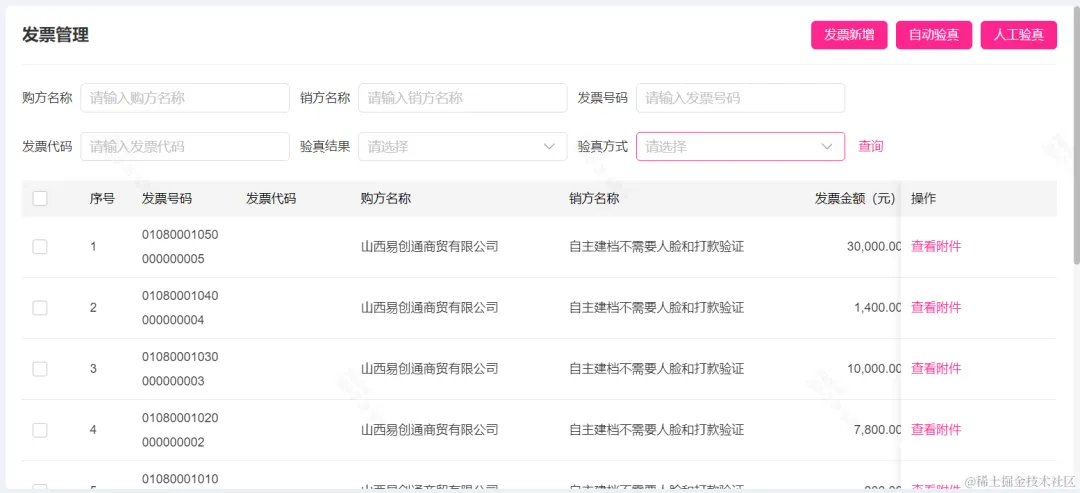 发票管理 发票新增 自动验真 人工验真
购方名称 请输入购方名称 销方名称 请输入销方名称 发票号码 请输入发票号码
发票代码 请输入发票代码 验真结果 请选择 验真方式 请选择 查询
序号 发票号码 发票代码 购方名称 销方名称 发票金额（元） 操作
1 01080001050000000005 山西易创通商贸有限公司 自主建档不需要人脸和打款验证 30,000.00 查看附件
2 01080001040000000004 山西易创通商贸有限公司 自主建档不需要人脸和打款验证 1,400.00 查看附件
3 01080001030000000003 山西易创通商贸有限公司 自主建档不需要人脸和打款验证 10,000.00 查看附件
4 01080001020000000002 山西易创通商贸有限公司 自主建档不需要人脸和打款验证 7,800.00 查看附件
01080001010
@稀土掘金技术社区